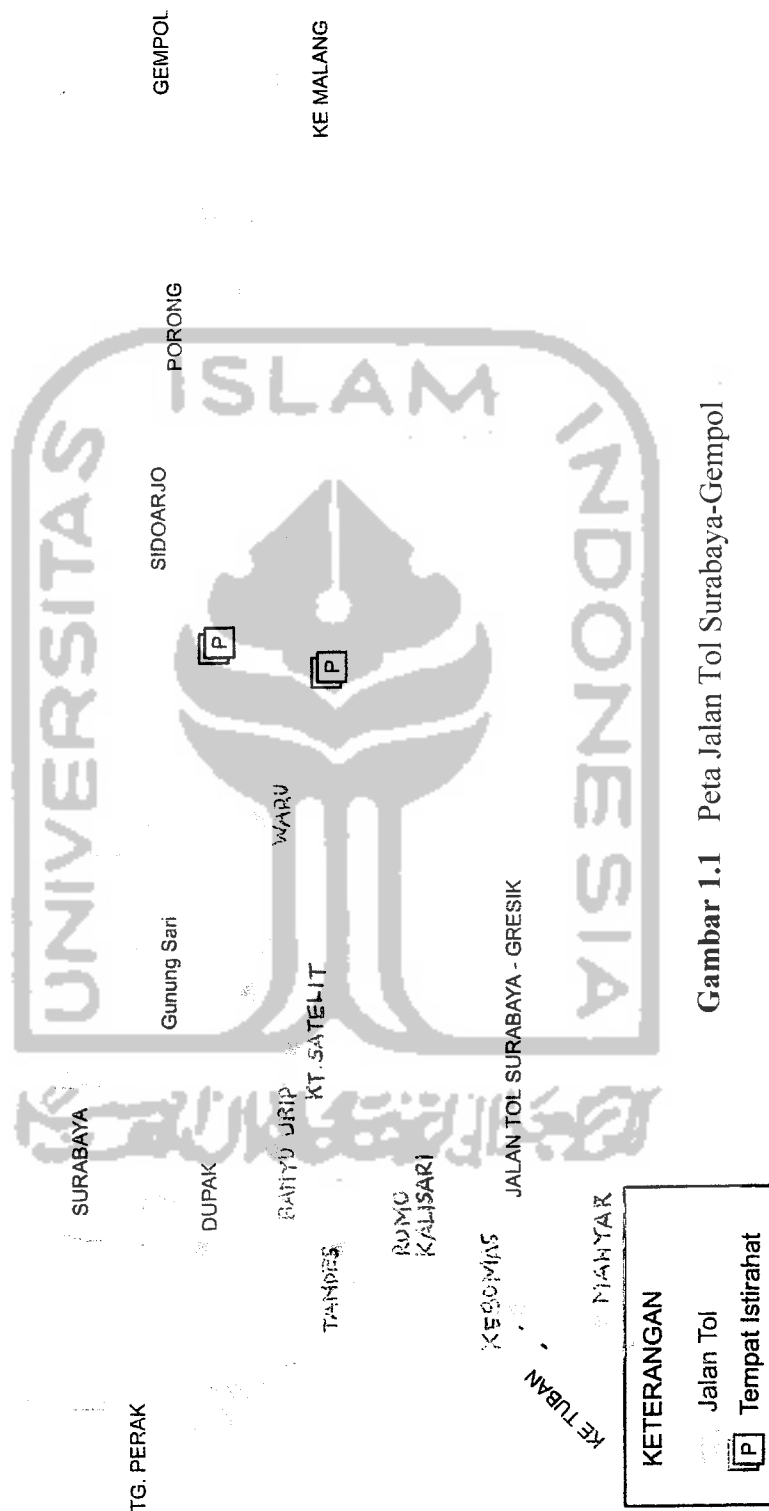 TG. PERAK
SURABAYA
GEMPOL
PORONG
SIDOARJO
Gunung Sari
DUPAK
WARU
BANYU URIP
KT. SATELIT
KE MALANG
TANDES
ROMO
KALISARI
KEBOMAS
JALAN TOL SURABAYA - GRESIK
KE TUBAN
MANYAR
KETERANGAN
Jalan Tol
P Tempat Istirahat
P
P
UNIVERSITAS
ISLAM
INDONESIA
Gambar 1.1 Peta Jalan Tol Surabaya-Gempol